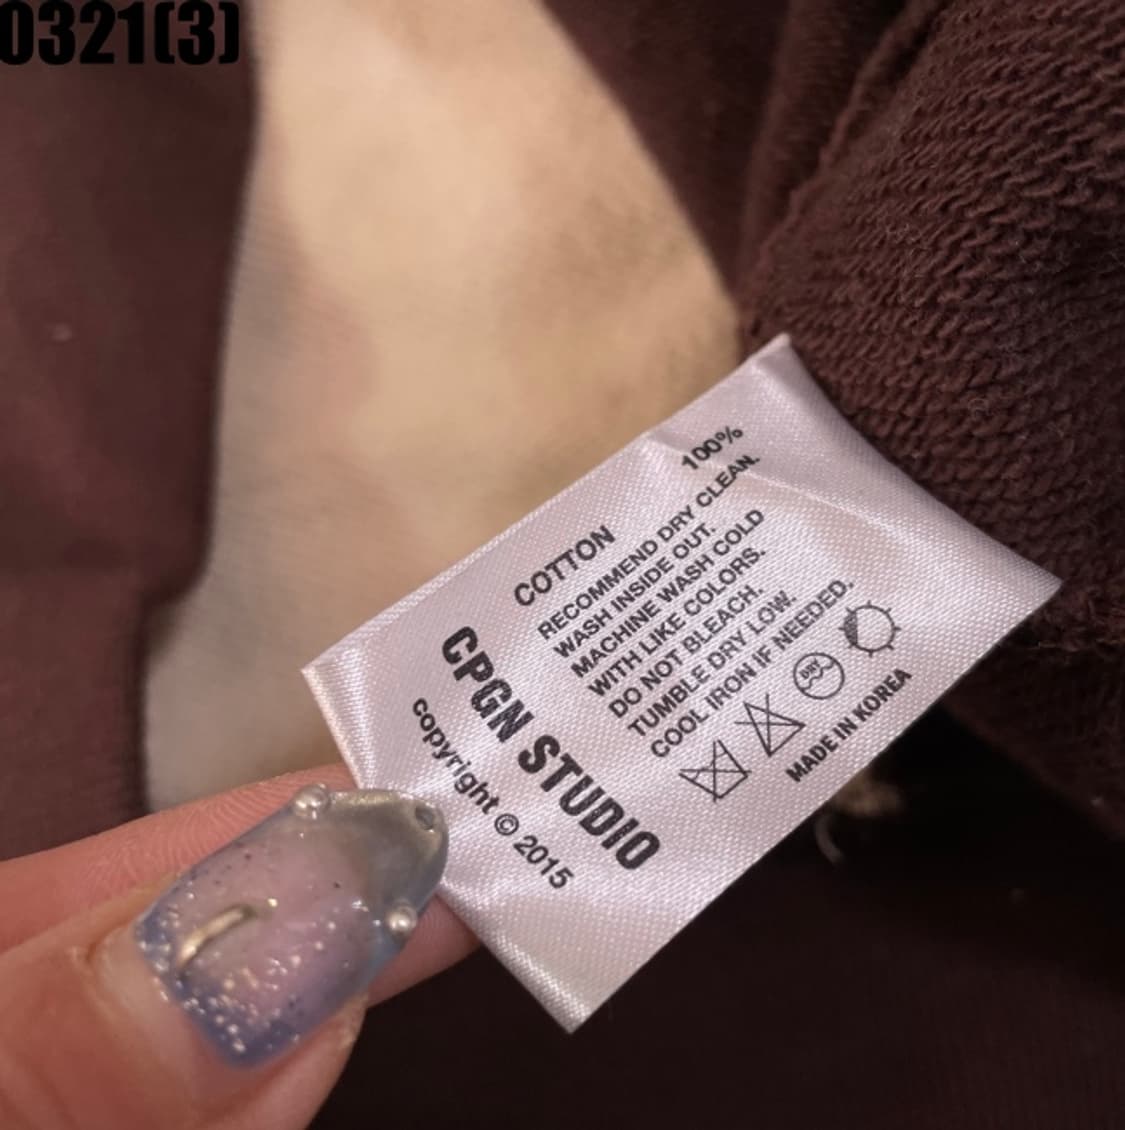 0321(3)
COTTON 100%
RECOMMEND DRY CLEAN.
WASH INSIDE OUT.
MACHINE WASH COLD
WITH LIKE COLORS.
DO NOT BLEACH.
TUMBLE DRY LOW.
COOL IRON IF NEEDED.
DRY
MADE IN KOREA
CPGN STUDIO
copyright © 2015